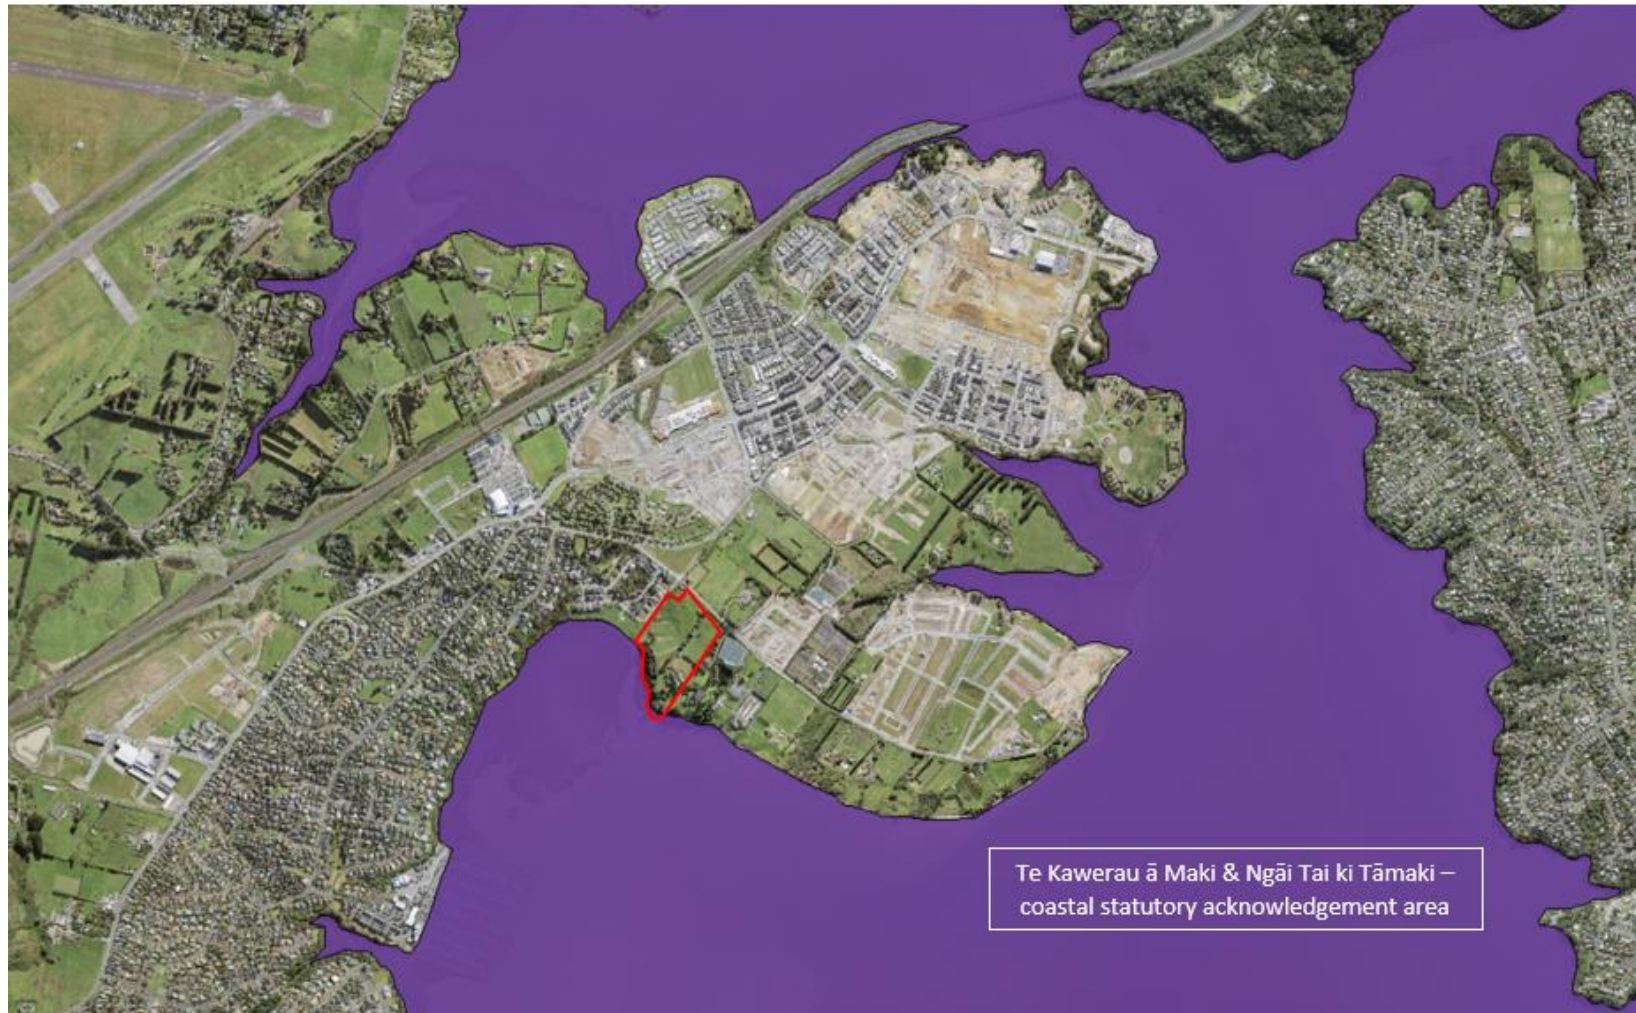 Te Kawerau ā Maki & Ngāi Tai ki Tāmaki –
coastal statutory acknowledgement area